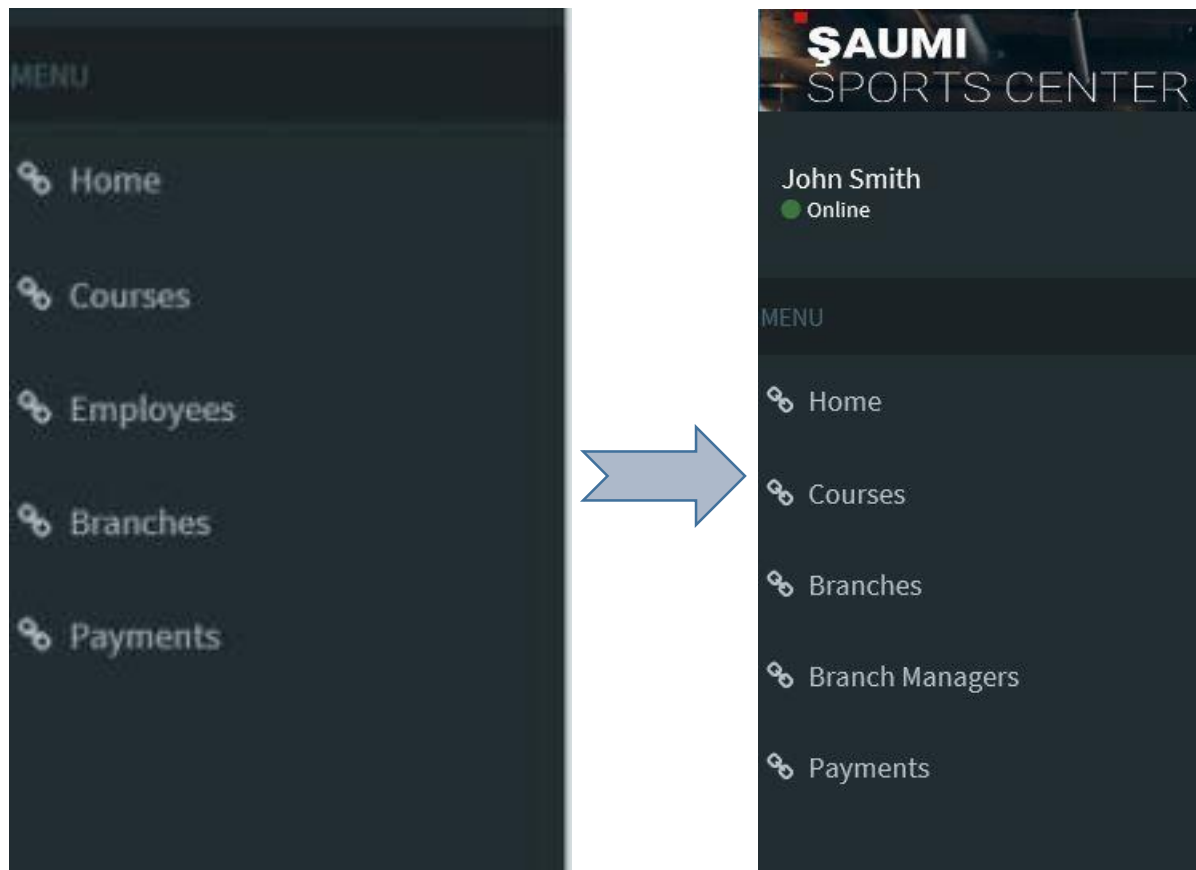 MENU
Home
Courses
Employees
Branches
Payments
ŞAUMI
SPORTS CENTER
John Smith
Online
MENU
Home
Courses
Branches
Branch Managers
Payments